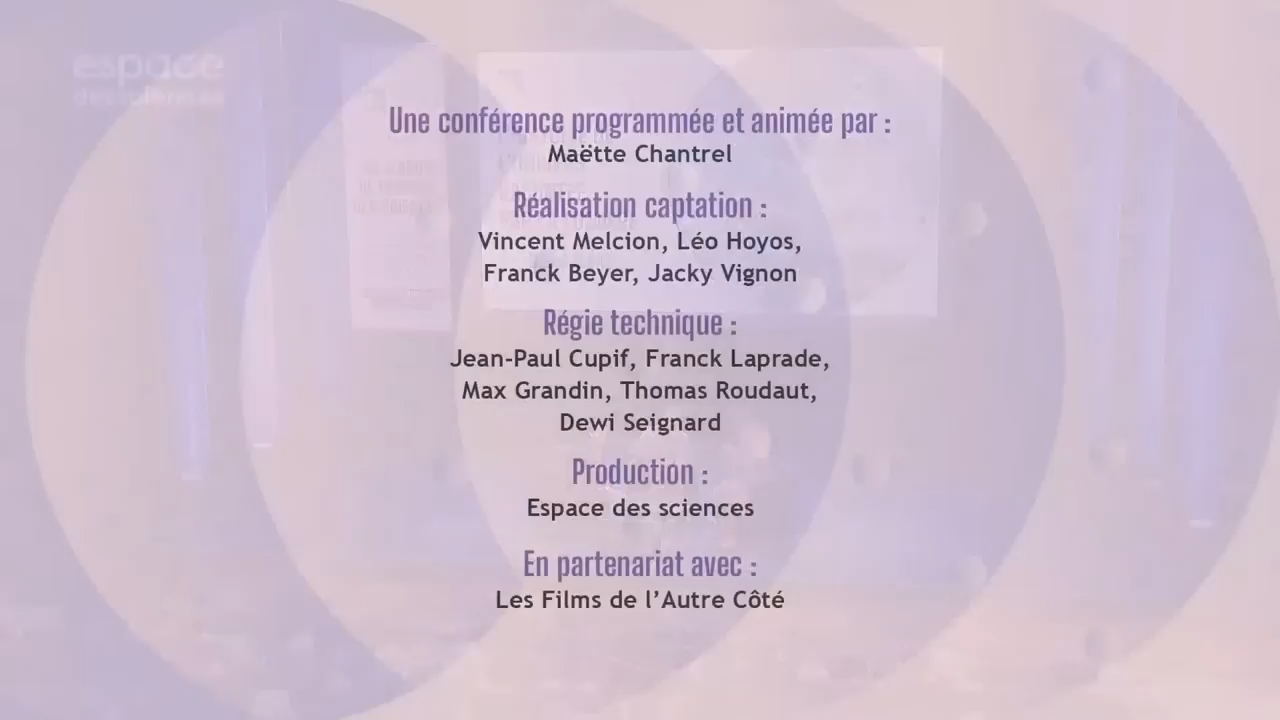 espace
des sciences
Une conférence programmée et animée par :
Maëtte Chantrel
Réalisation captation :
Vincent Melcion, Léo Hoyos,
Franck Beyer, Jacky Vignon
Régie technique :
Jean-Paul Cupif, Franck Laprade,
Max Grandin, Thomas Roudaut,
Dewi Seignard
Production :
Espace des sciences
En partenariat avec :
Les Films de l’Autre Côté